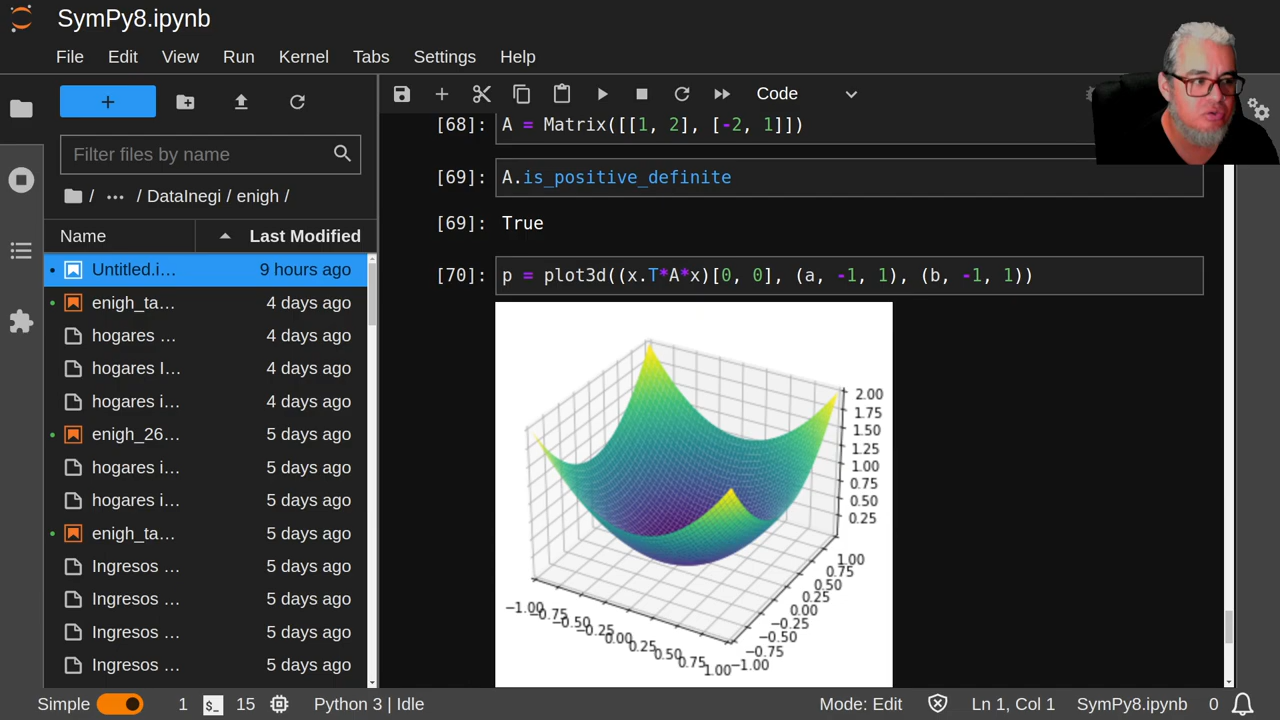 SymPy8.ipynb
File Edit View Run Kernel Tabs Settings Help
Code
Filter files by name
/ ... / DataInegi / enigh /
Name Last Modified
Untitled.i... 9 hours ago
enigh_ta... 4 days ago
hogares ... 4 days ago
hogares I... 4 days ago
hogares i... 4 days ago
enigh_26... 5 days ago
hogares i... 5 days ago
hogares i... 5 days ago
enigh_ta... 5 days ago
Ingresos ... 5 days ago
Ingresos ... 5 days ago
Ingresos ... 5 days ago
Ingresos ... 5 days ago
[68]: A = Matrix([[1, 2], [-2, 1]])
[69]: A.is_positive_definite
[69]: True
[70]: p = plot3d((x.T*A*x)[0, 0], (a, -1, 1), (b, -1, 1))
2.00
1.75
1.50
1.25
1.00
0.75
0.50
0.25
1.00
0.75
0.50
0.25
0.00
−0.25
−0.50
−0.75
−1.00
−1.00
−0.75
−0.50
−0.25
0.00
0.25
0.50
0.75
1.00
Simple 1 $_ 15 Python 3 | Idle Mode: Edit Ln 1, Col 1 SymPy8.ipynb 0